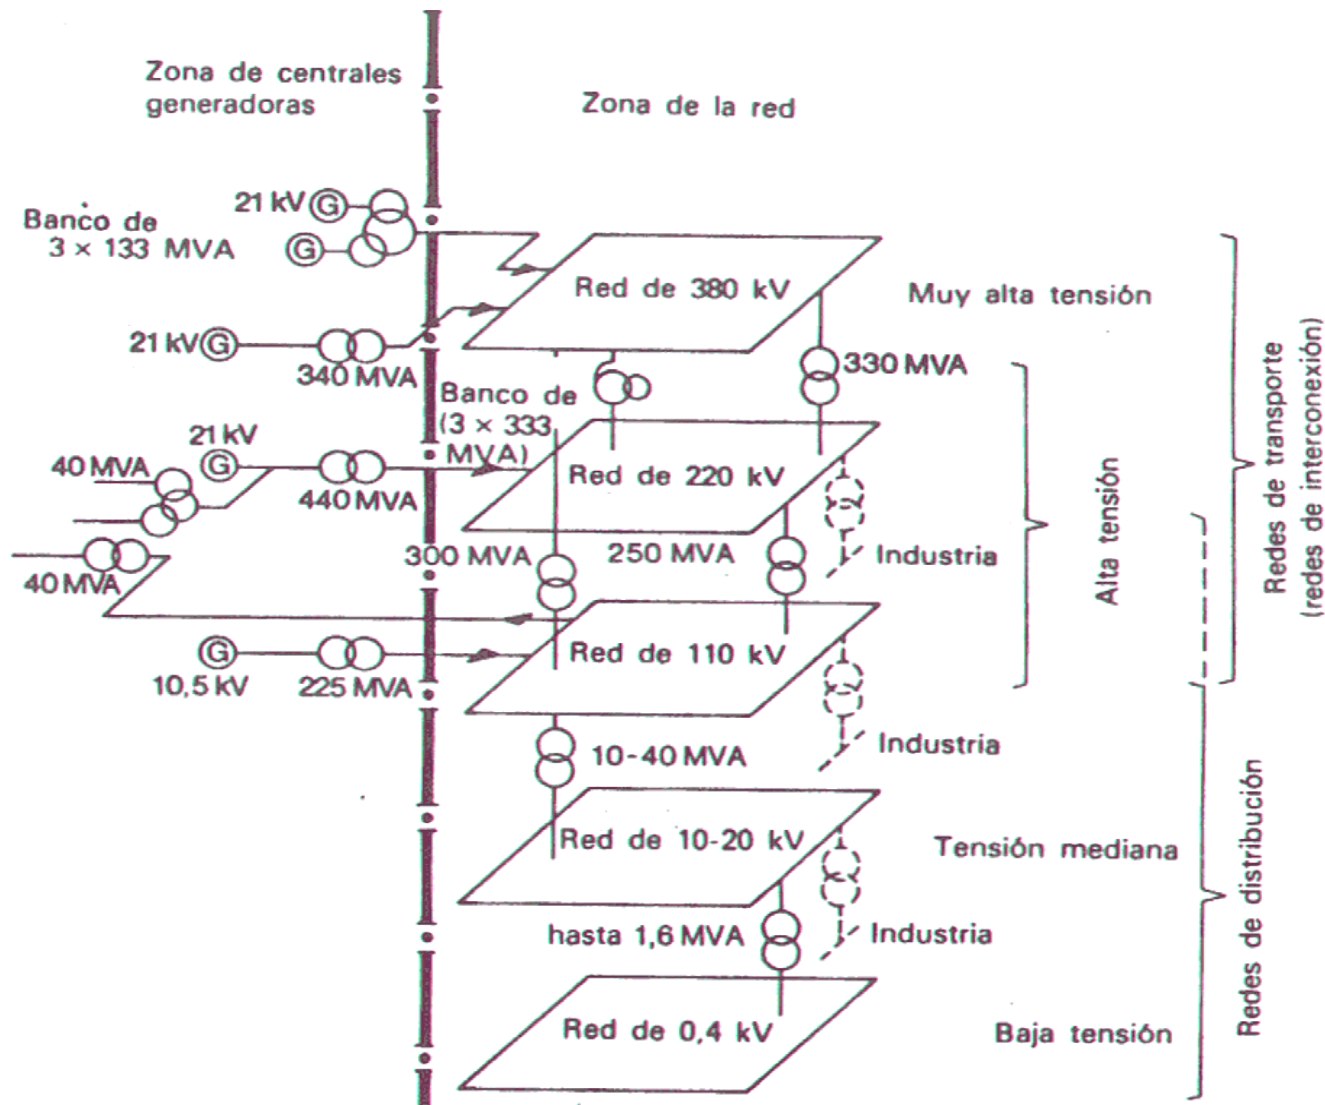 Zona de centrales
generadoras
Zona de la red
21 kV G
Banco de
3 × 133 MVA
G
Red de 380 kV
Muy alta tensión
21 kV G
340 MVA
330 MVA
Banco de
(3 × 333
MVA)
21 kV
G
40 MVA
440 MVA
Red de 220 kV
40 MVA
300 MVA
250 MVA
Industria
Alta tensión
Redes de transporte
(redes de interconexión)
G
10,5 kV
225 MVA
Red de 110 kV
10-40 MVA
Industria
Red de 10-20 kV
Tensión mediana
hasta 1,6 MVA
Industria
Red de 0,4 kV
Baja tensión
Redes de distribución